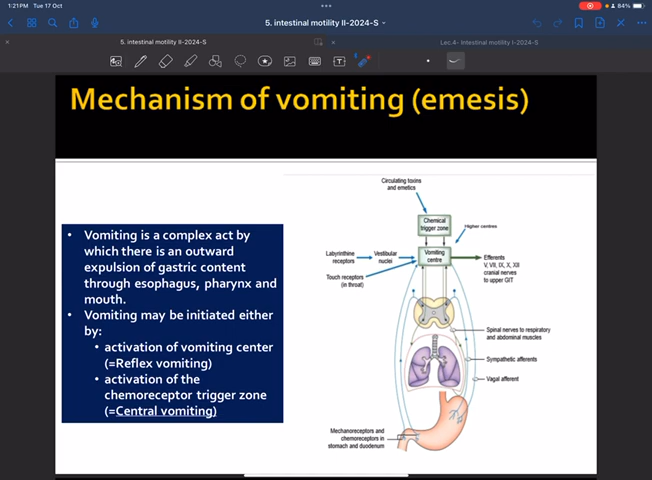 1:21PM Tue 17 Oct
84%
5. intestinal motility II-2024-S
5. intestinal motility II-2024-S
Lec.4- Intestinal motility I-2024-S
Mechanism of vomiting (emesis)
• Vomiting is a complex act by
which there is an outward
expulsion of gastric content
through esophagus, pharynx and
mouth.
• Vomiting may be initiated either
by:
• activation of vomiting center
(=Reflex vomiting)
• activation of the
chemoreceptor trigger zone
(=Central vomiting)
Circulating toxins
and emetics
Chemical
trigger zone
Higher centres
Labyrinthine
receptors
Vestibular
nuclei
Vomiting
centre
Efferents
V, VII, IX, X, XII
cranial nerves
to upper GIT
Touch receptors
(in throat)
Spinal nerves to respiratory
and abdominal muscles
Sympathetic afferents
Vagal afferent
Mechanoreceptors and
chemoreceptors in
stomach and duodenum